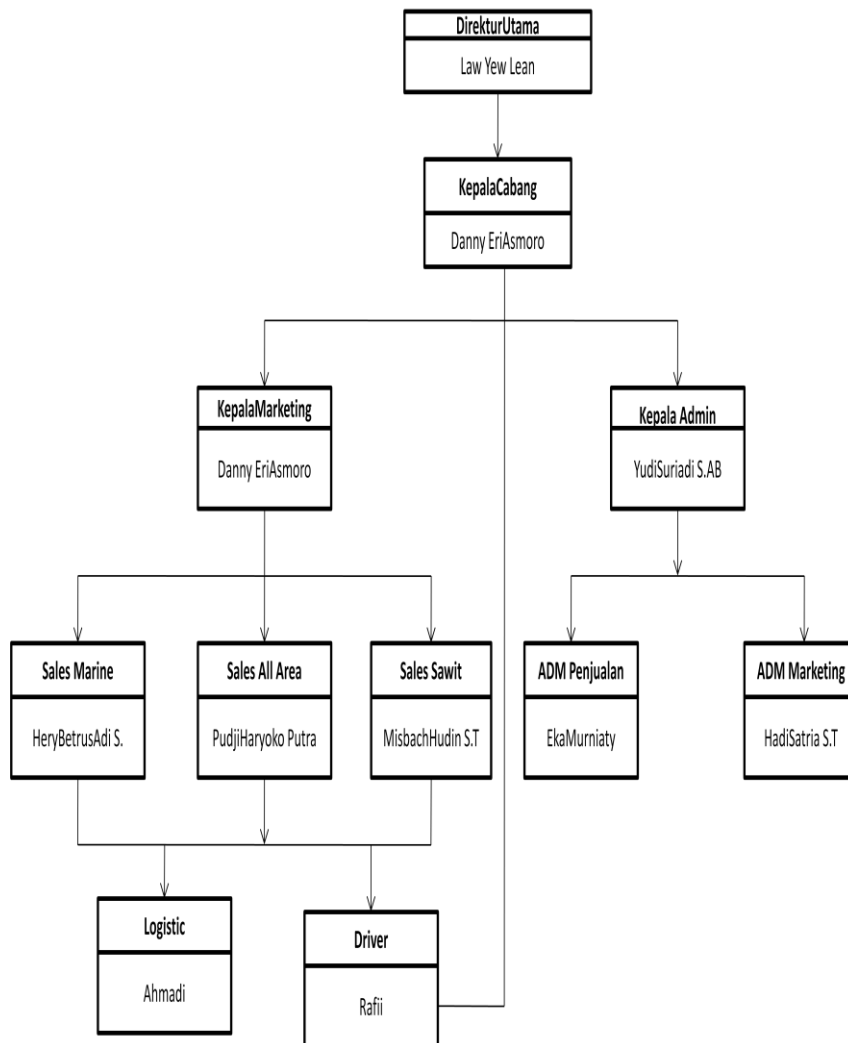 DirekturUtama
Law Yew Lean
KepalaCabang
Danny EriAsmoro
KepalaMarketing
Danny EriAsmoro
Kepala Admin
YudiSuriadi S.AB
Sales Marine
HeryBetrusAdi S.
Sales All Area
PudjiHaryoko Putra
Sales Sawit
MisbachHudin S.T
ADM Penjualan
EkaMurniaty
ADM Marketing
HadiSatria S.T
Logistic
Ahmadi
Driver
Rafii